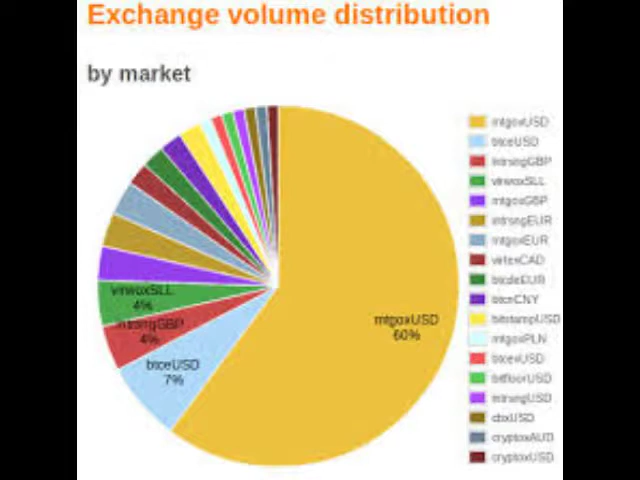 Exchange volume distribution
by market
mtgoxUSD
btceUSD
intrsngGBP
virwoxSLL
mtgoxGBP
intrsngEUR
mtgoxEUR
virtexCAD
btcdeEUR
btcnCNY
bitstampUSD
mtgoxPLN
btcexUSD
bitfloorUSD
intrsngUSD
cbxUSD
cryptoxAUD
cryptoxUSD
virwoxSLL
4%
intrsngGBP
4%
btceUSD
7%
mtgoxUSD
60%